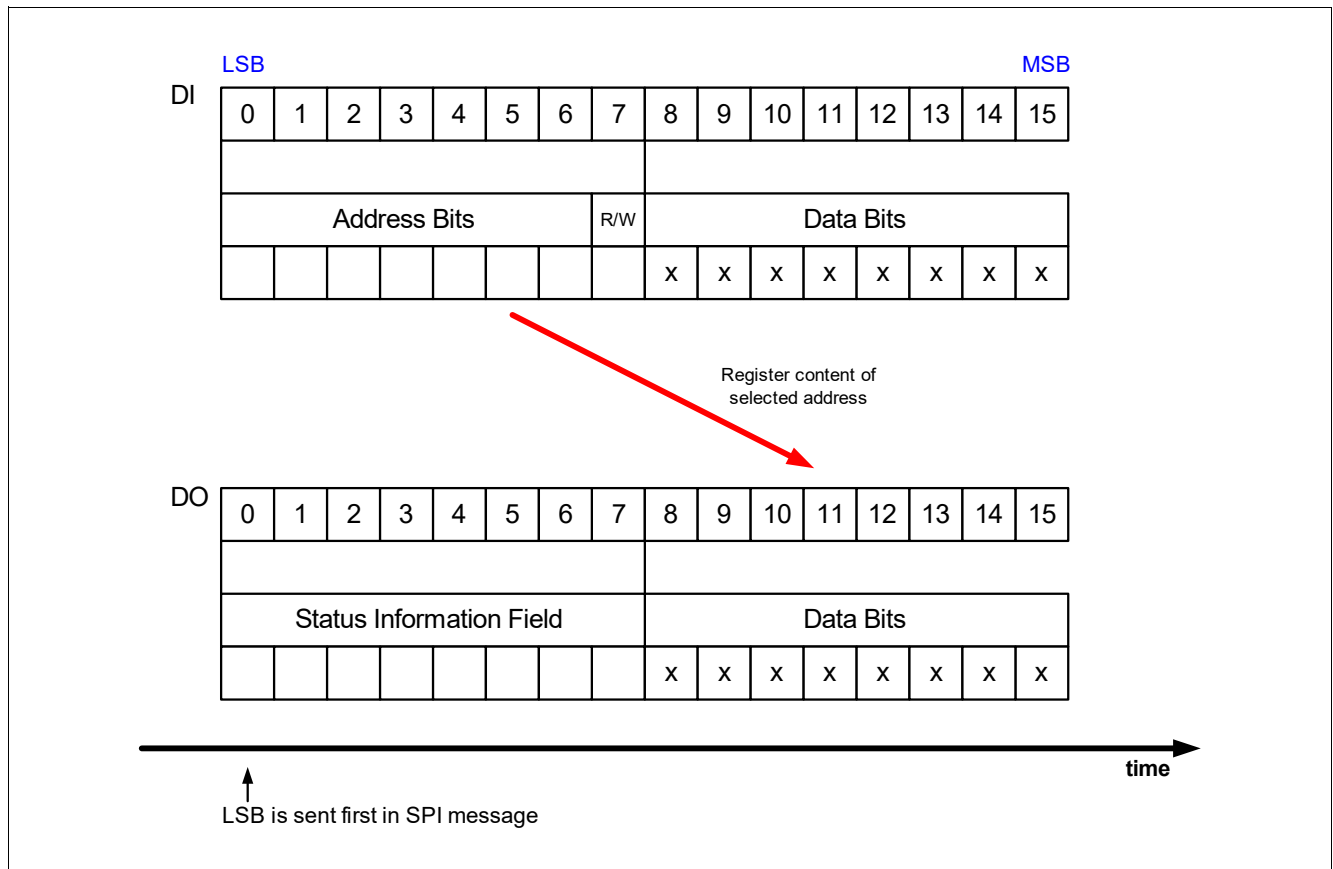 LSB MSB
DI
0 1 2 3 4 5 6 7 8 9 10 11 12 13 14 15
Address Bits R/W Data Bits
x x x x x x x x
Register content of
selected address
DO
0 1 2 3 4 5 6 7 8 9 10 11 12 13 14 15
Status Information Field Data Bits
x x x x x x x x
time
LSB is sent first in SPI message